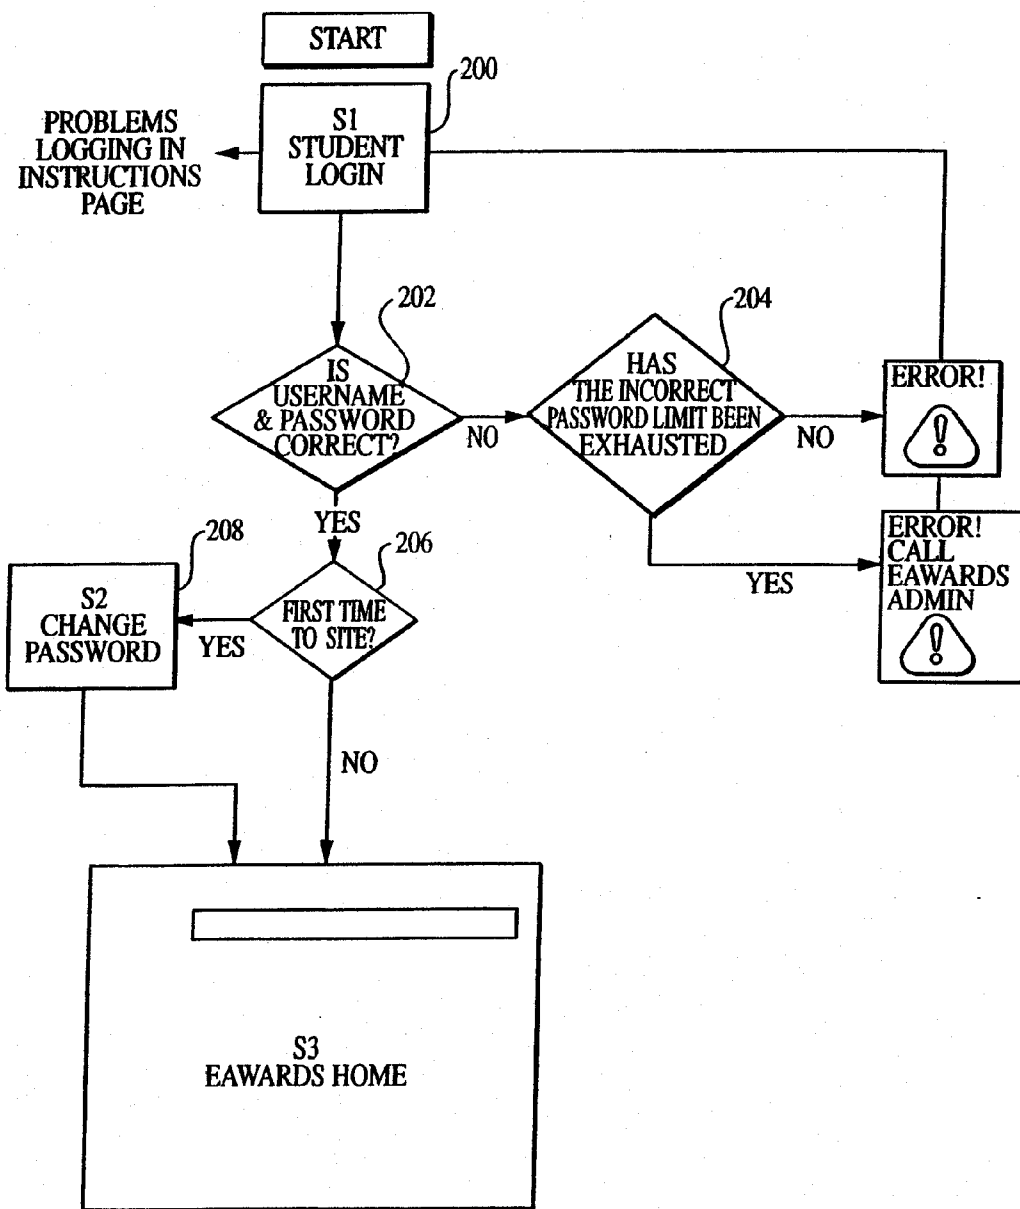 START
200
S1
STUDENT
LOGIN
PROBLEMS
LOGGING IN
INSTRUCTIONS
PAGE
202
IS
USERNAME
& PASSWORD
CORRECT?
NO
204
HAS
THE INCORRECT
PASSWORD LIMIT BEEN
EXHAUSTED
NO
ERROR!
!
YES
ERROR!
CALL
EAWARDS
ADMIN
!
YES
206
FIRST TIME
TO SITE?
YES
208
S2
CHANGE
PASSWORD
NO
S3
EAWARDS HOME